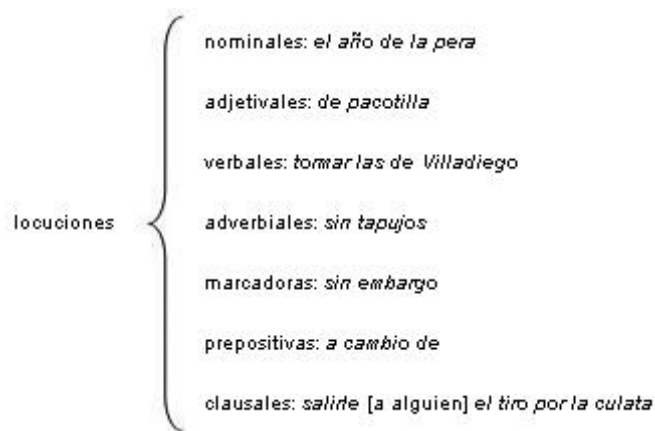 nominales: el año de la pera
adjetivales: de pacotilla
verbales: tomar las de Villadiego
locuciones
adverbiales: sin tapujos
marcadoras: sin embargo
prepositivas: a cambio de
clausales: salirle [a alguien] el tiro por la culata